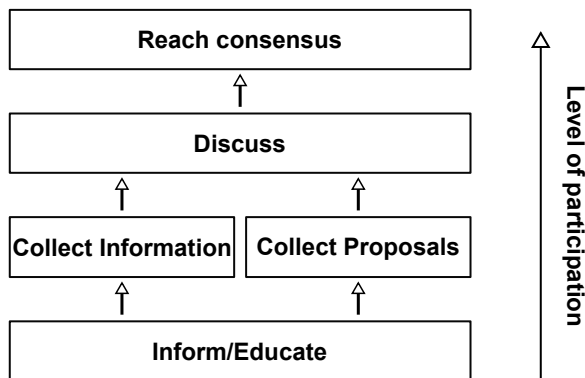 Reach consensus
Discuss
Collect Information
Collect Proposals
Inform/Educate
Level of participation